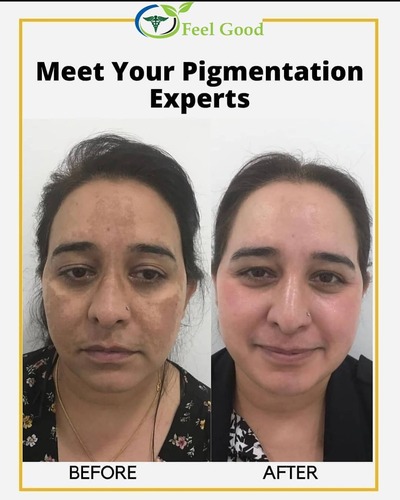 Feel Good
Meet Your Pigmentation
Experts
BEFORE
AFTER